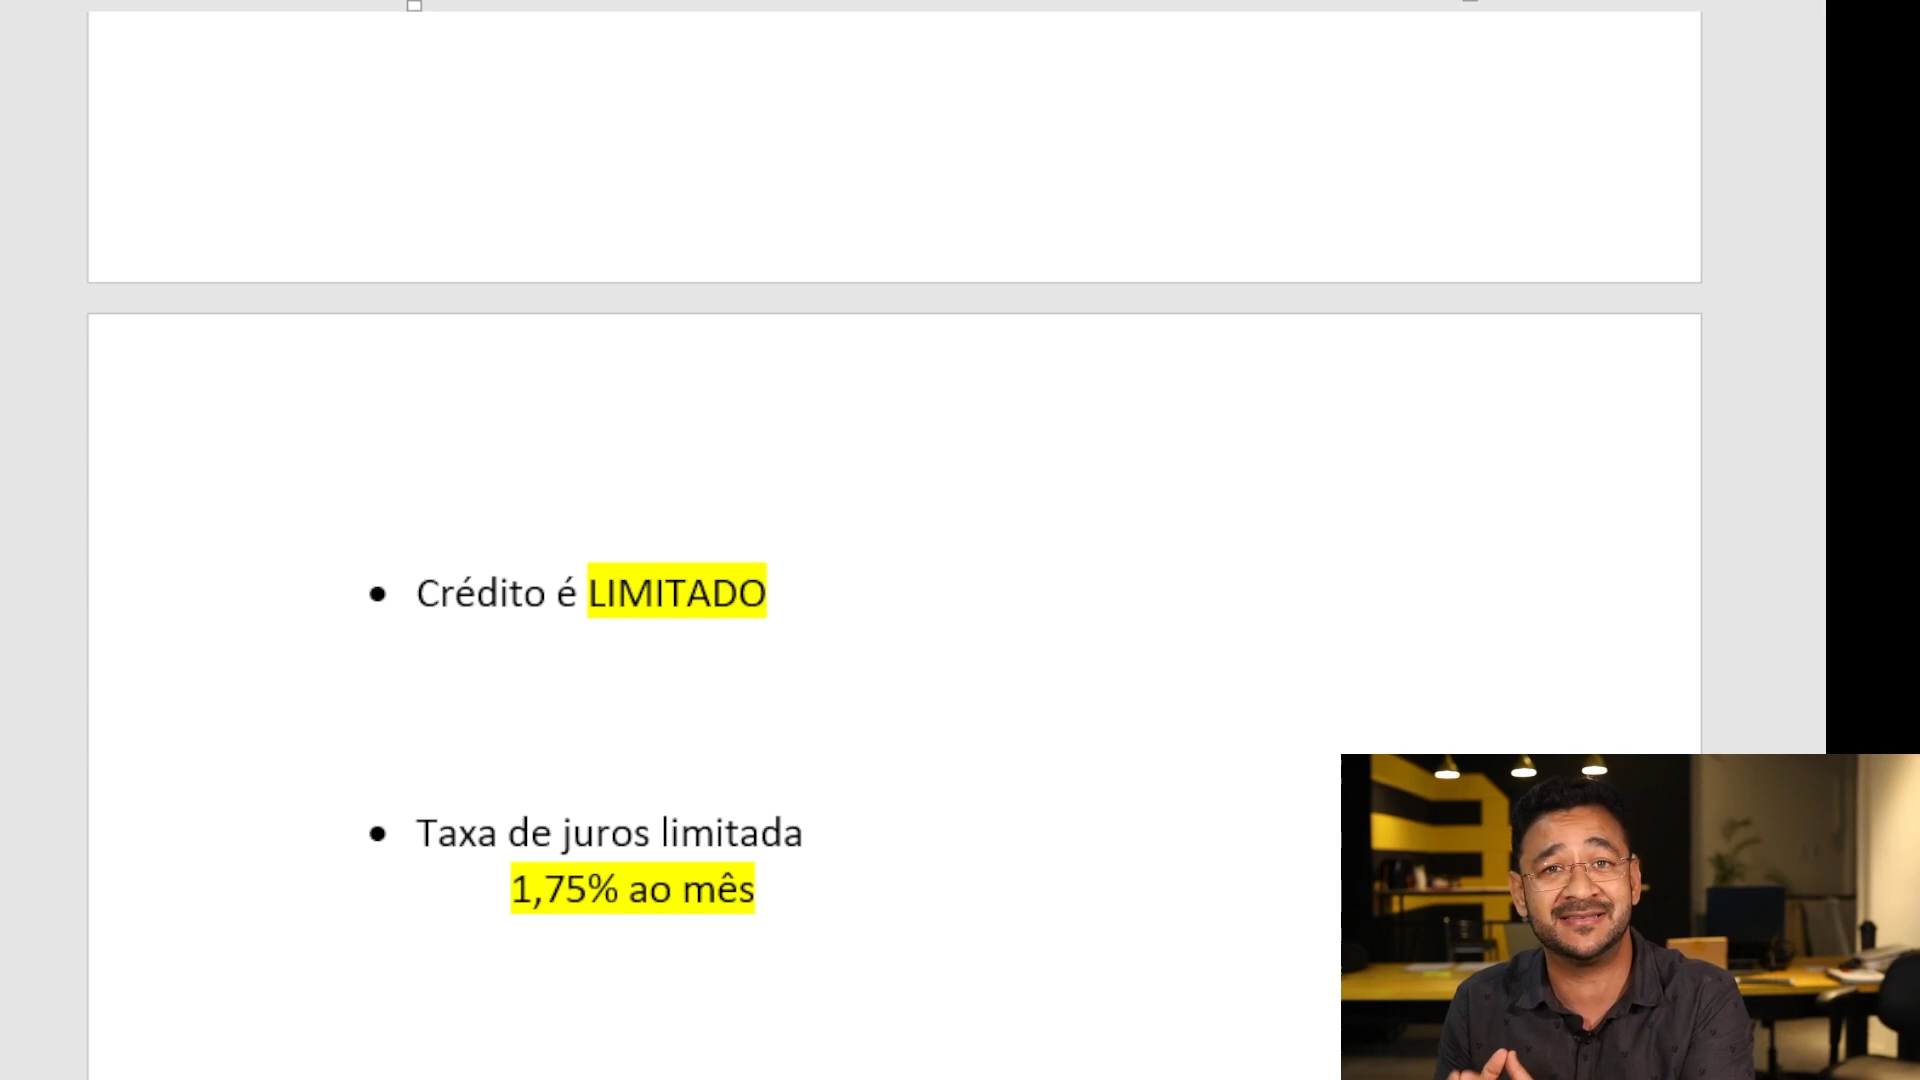 • Crédito é LIMITADO
• Taxa de juros limitada
1,75% ao mês